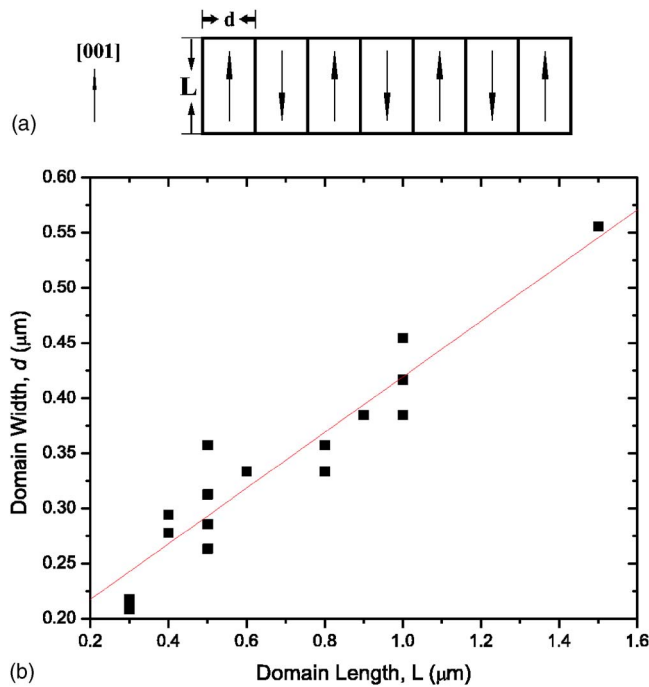 d
[001]
L
(a)
0.60
0.55
0.50
0.45
0.40
0.35
0.30
0.25
0.20
Domain Width, d (μm)
0.2 0.4 0.6 0.8 1.0 1.2 1.4 1.6
Domain Length, L (μm)
(b)